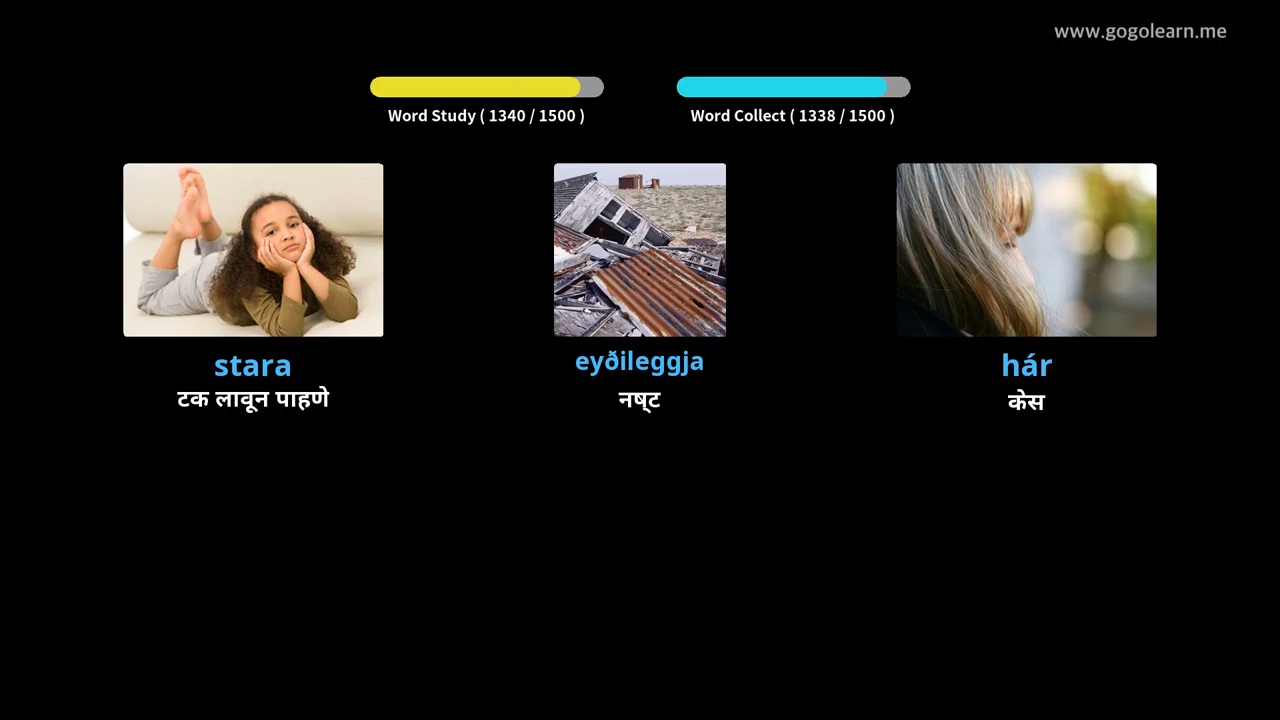 www.gogolearn.me
Word Study ( 1340 / 1500 )
Word Collect ( 1338 / 1500 )
stara
eyðileggja
hár
टक लावून पाहणे
नष्ट
केस